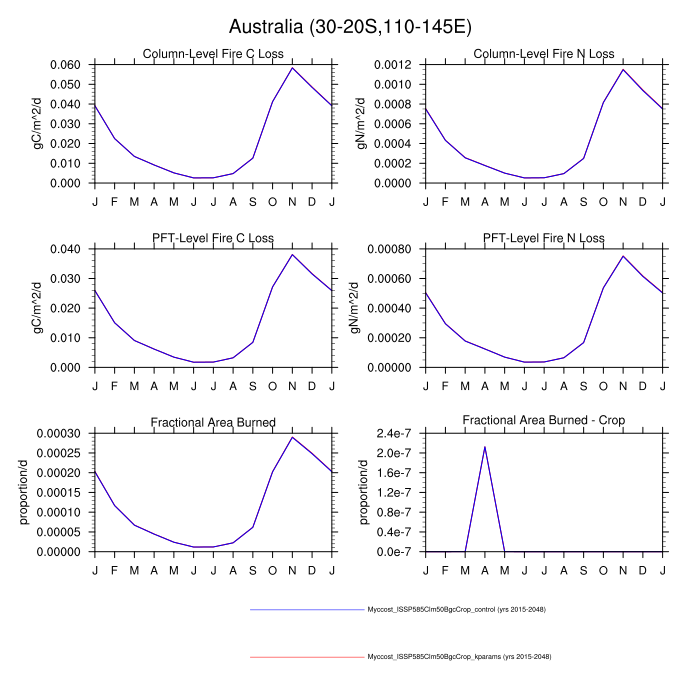 Australia (30-20S,110-145E)
Column-Level Fire C Loss
gC/m^2/d
0.060
0.050
0.040
0.030
0.020
0.010
0.000
J F M A M J J A S O N D J
Column-Level Fire N Loss
gN/m^2/d
0.0012
0.0010
0.0008
0.0006
0.0004
0.0002
0.0000
J F M A M J J A S O N D J
PFT-Level Fire C Loss
gC/m^2/d
0.040
0.030
0.020
0.010
0.000
J F M A M J J A S O N D J
PFT-Level Fire N Loss
gN/m^2/d
0.00080
0.00060
0.00040
0.00020
0.00000
J F M A M J J A S O N D J
Fractional Area Burned
proportion/d
0.00030
0.00025
0.00020
0.00015
0.00010
0.00005
0.00000
J F M A M J J A S O N D J
Fractional Area Burned - Crop
proportion/d
2.4e-7
2.0e-7
1.6e-7
1.2e-7
0.8e-7
0.4e-7
0.0e-7
J F M A M J J A S O N D J
Myccost_ISSP585Clm50BgcCrop_control (yrs 2015-2048)
Myccost_ISSP585Clm50BgcCrop_kparams (yrs 2015-2048)